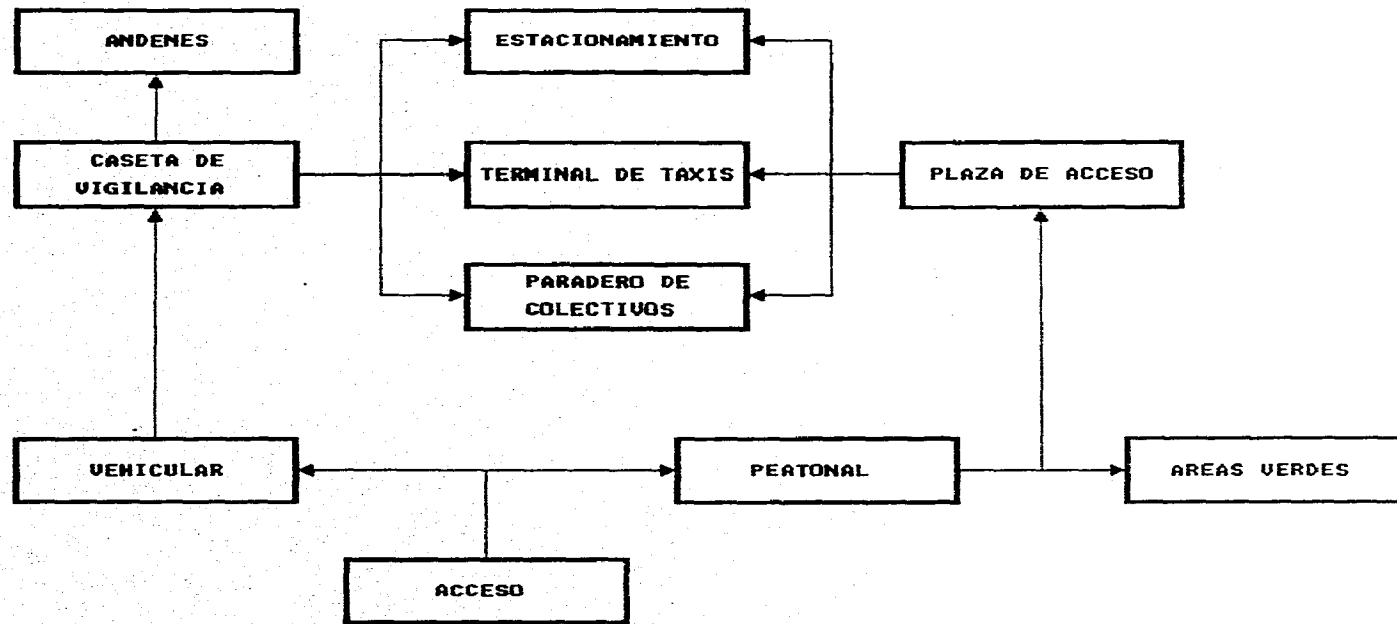 ANDENES
ESTACIONAMIENTO
CASETA DE
VIGILANCIA
TERMINAL DE TAXIS
PLAZA DE ACCESO
PARADERO DE
COLECTIVOS
VEHICULAR
PEATONAL
AREAS VERDES
ACCESO